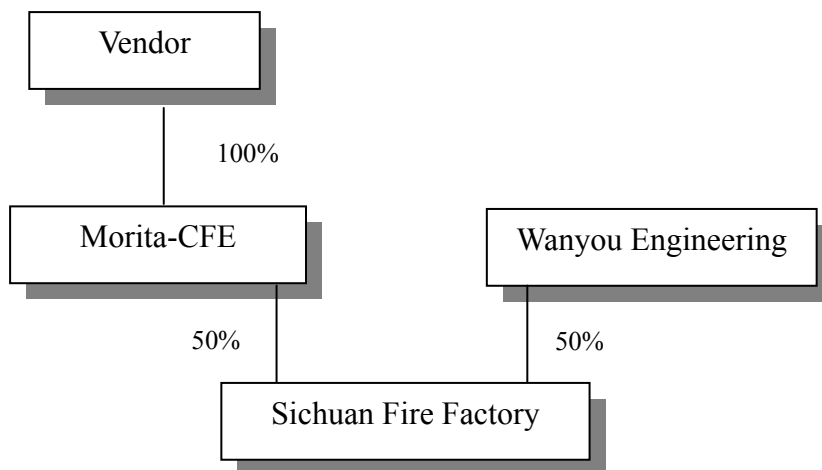 Vendor
100%
Morita-CFE
Wanyou Engineering
50%
50%
Sichuan Fire Factory